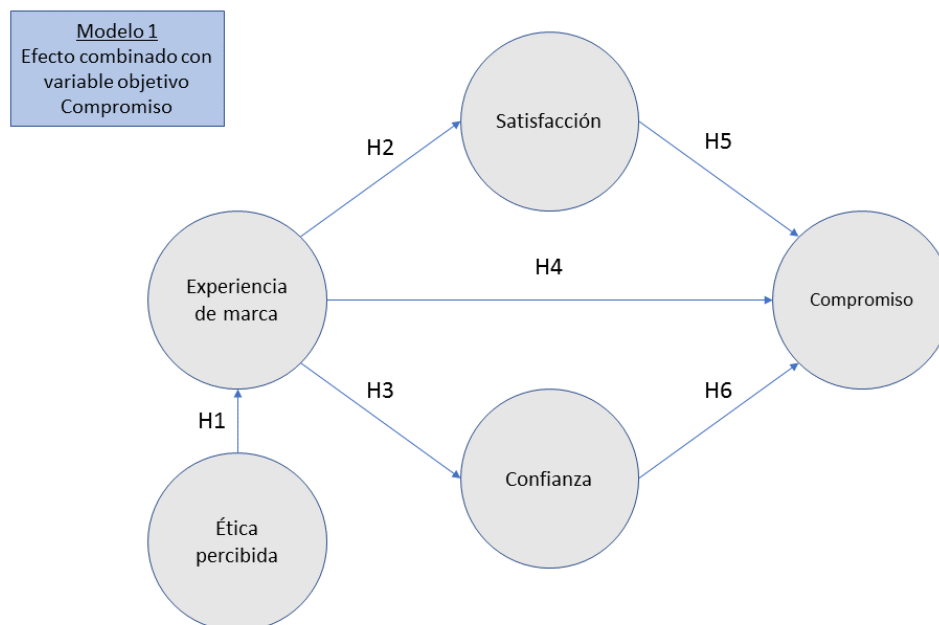 Modelo 1
Efecto combinado con
variable objetivo
Compromiso
Satisfacción
H2
H5
H4
Experiencia
de marca
Compromiso
H3
H6
H1
Confianza
Ética
percibida